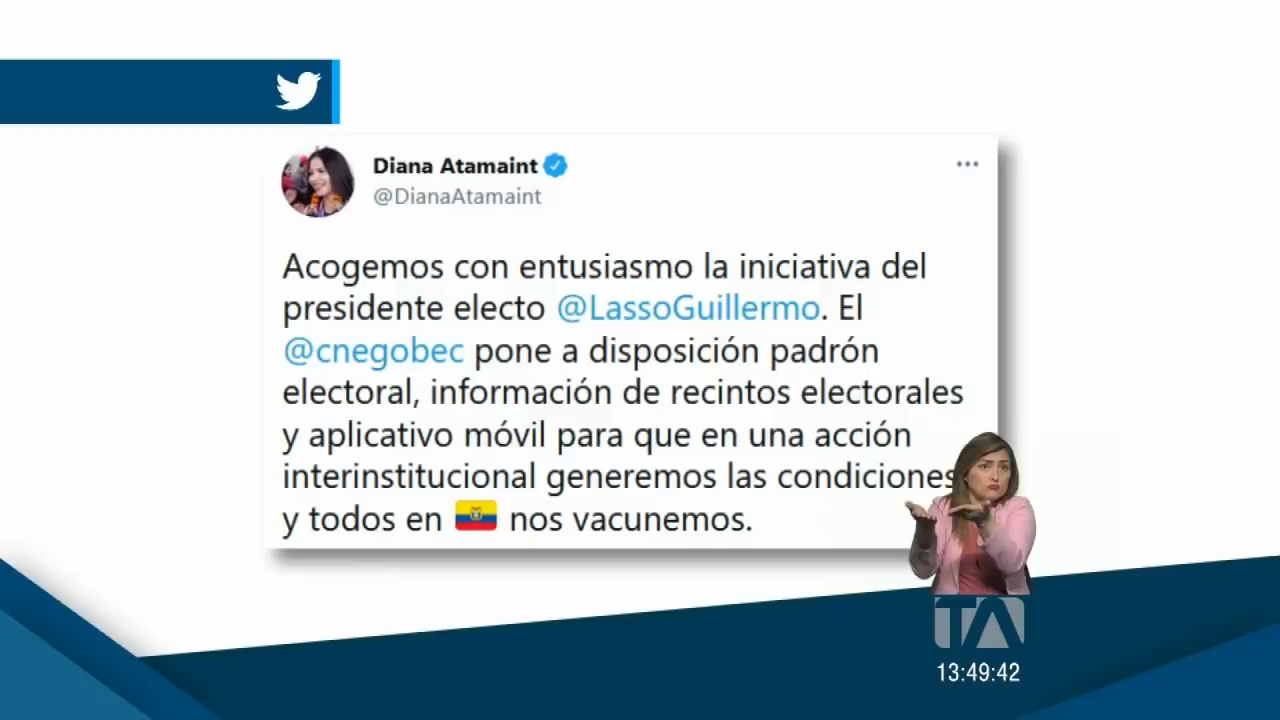 Diana Atamaint
@DianaAtamaint
Acogemos con entusiasmo la iniciativa del
presidente electo @LassoGuillermo. El
@cnegobec pone a disposición padrón
electoral, información de recintos electorales
y aplicativo móvil para que en una acción
interinstitucional generemos las condiciones
y todos en 🇪🇨 nos vacunemos.
TA
13:49:42